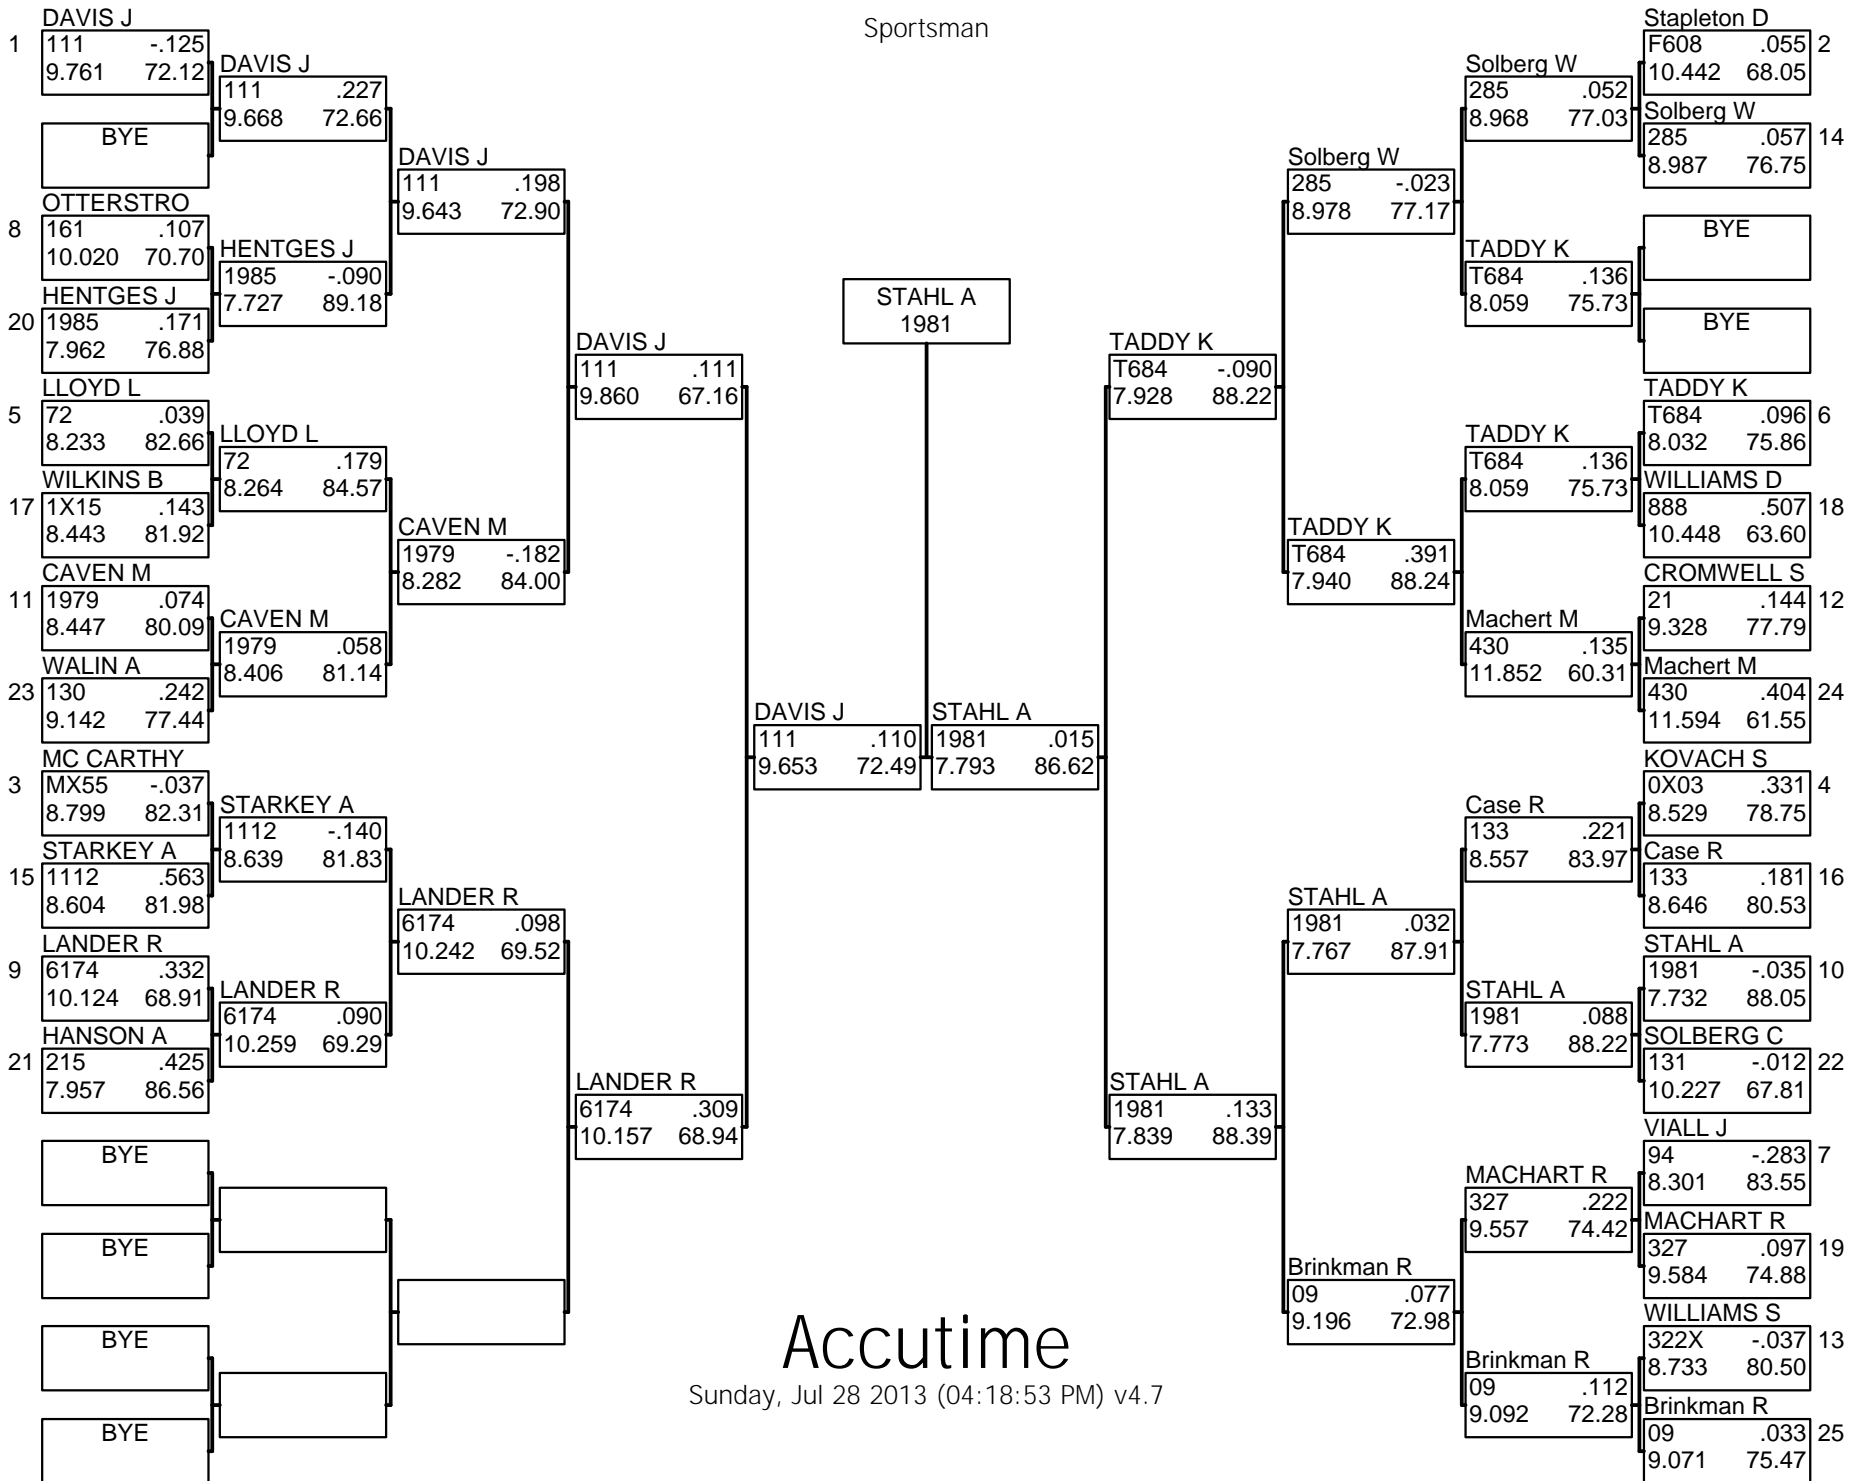 Sportsman
DAVIS J
1
111 -.125
9.761 72.12
BYE
OTTERSTRO
8
161 .107
10.020 70.70
HENTGES J
20
1985 .171
7.962 76.88
LLOYD L
5
72 .039
8.233 82.66
WILKINS B
17
1X15 .143
8.443 81.92
CAVEN M
11
1979 .074
8.447 80.09
WALIN A
23
130 .242
9.142 77.44
MC CARTHY
3
MX55 -.037
8.799 82.31
STARKEY A
15
1112 .563
8.604 81.98
LANDER R
9
6174 .332
10.124 68.91
HANSON A
21
215 .425
7.957 86.56
BYE
BYE
BYE
BYE
DAVIS J
111 .227
9.668 72.66
HENTGES J
1985 -.090
7.727 89.18
LLOYD L
72 .179
8.264 84.57
CAVEN M
1979 .058
8.406 81.14
STARKEY A
1112 -.140
8.639 81.83
LANDER R
6174 .090
10.259 69.29
DAVIS J
111 .198
9.643 72.90
CAVEN M
1979 -.182
8.282 84.00
LANDER R
6174 .098
10.242 69.52
DAVIS J
111 .111
9.860 67.16
LANDER R
6174 .309
10.157 68.94
DAVIS J
111 .110
9.653 72.49
STAHL A
1981
STAHL A
1981 .015
7.793 86.62
TADDY K
T684 -.090
7.928 88.22
STAHL A
1981 .133
7.839 88.39
Solberg W
285 -.023
8.978 77.17
TADDY K
T684 .391
7.940 88.24
STAHL A
1981 .032
7.767 87.91
Brinkman R
09 .077
9.196 72.98
Solberg W
285 .052
8.968 77.03
TADDY K
T684 .136
8.059 75.73
TADDY K
T684 .136
8.059 75.73
Machert M
430 .135
11.852 60.31
Case R
133 .221
8.557 83.97
STAHL A
1981 .088
7.773 88.22
MACHART R
327 .222
9.557 74.42
Brinkman R
09 .112
9.092 72.28
Stapleton D
F608 .055 2
10.442 68.05
Solberg W
285 .057 14
8.987 76.75
BYE
BYE
TADDY K
T684 .096 6
8.032 75.86
WILLIAMS D
888 .507 18
10.448 63.60
CROMWELL S
21 .144 12
9.328 77.79
Machert M
430 .404 24
11.594 61.55
KOVACH S
0X03 .331 4
8.529 78.75
Case R
133 .181 16
8.646 80.53
STAHL A
1981 -.035 10
7.732 88.05
SOLBERG C
131 -.012 22
10.227 67.81
VIALL J
94 -.283 7
8.301 83.55
MACHART R
327 .097 19
9.584 74.88
WILLIAMS S
322X -.037 13
8.733 80.50
Brinkman R
09 .033 25
9.071 75.47
Accutime
Sunday, Jul 28 2013 (04:18:53 PM) v4.7